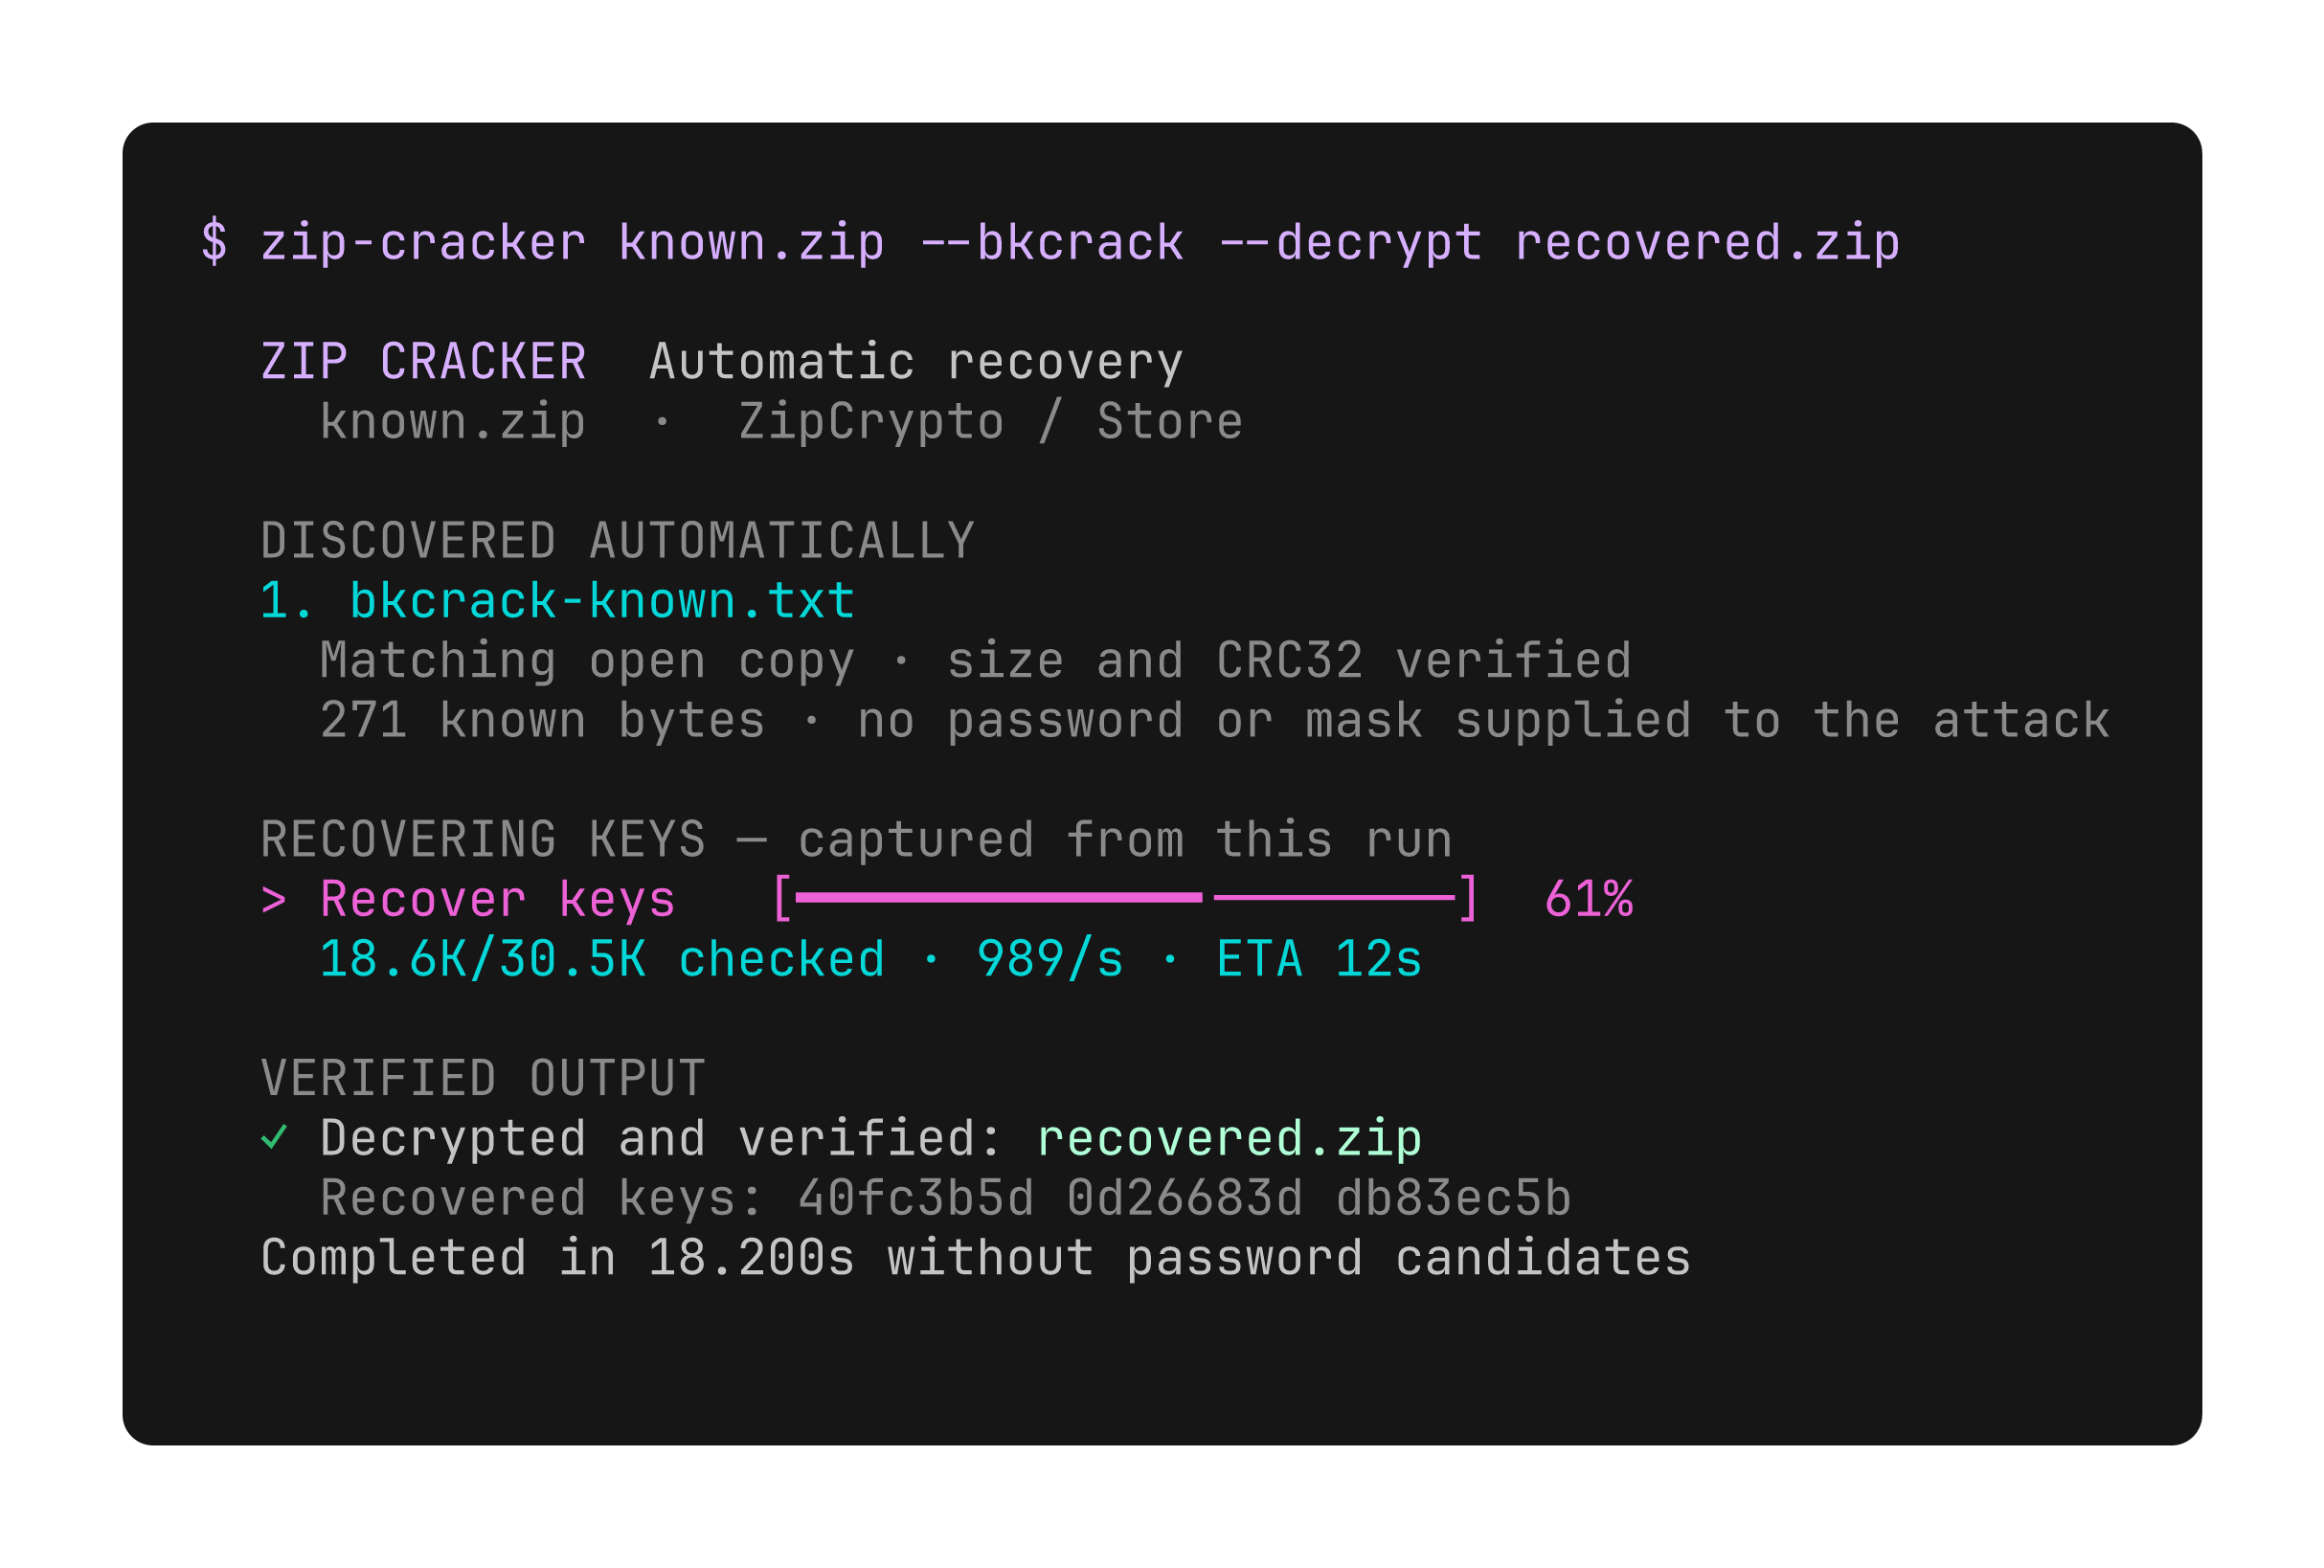 $ zip-cracker known.zip --bkcrack --decrypt recovered.zip
ZIP CRACKER  Automatic recovery
known.zip  ·  ZipCrypto / Store
DISCOVERED AUTOMATICALLY
1. bkcrack-known.txt
Matching open copy · size and CRC32 verified
271 known bytes · no password or mask supplied to the attack
RECOVERING KEYS — captured from this run
> Recover keys   [━━━━━━━━━━━━━━──────────]  61%
18.6K/30.5K checked · 989/s · ETA 12s
VERIFIED OUTPUT
✓ Decrypted and verified: recovered.zip
Recovered keys: 40fc3b5d 0d26683d db83ec5b
Completed in 18.200s without password candidates